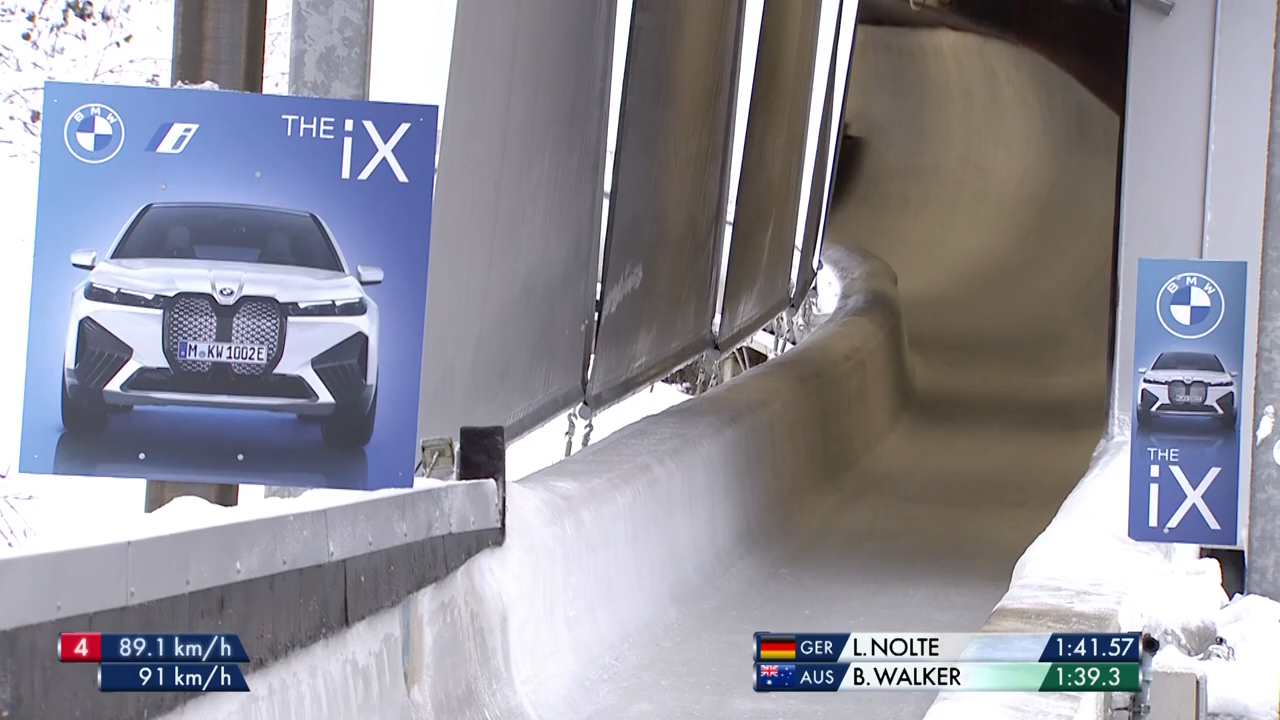 BMW
i
THE iX
M KW 1002E
BMW
THE
iX
4 89.1 km/h
91 km/h
GER L. NOLTE 1:41.57
AUS B. WALKER 1:39.3